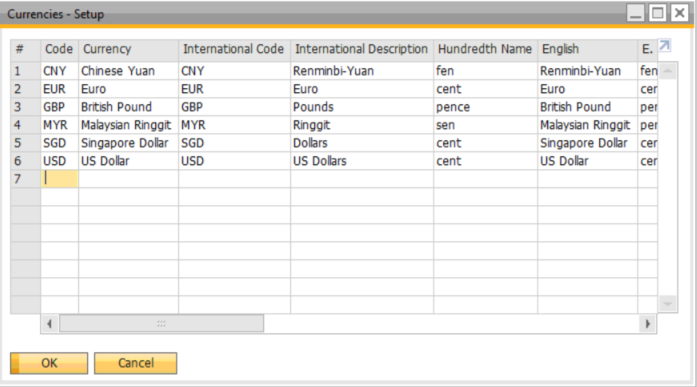 Currencies - Setup
# Code Currency International Code International Description Hundredth Name English E.
1 CNY Chinese Yuan CNY Renminbi-Yuan fen Renminbi-Yuan fen
2 EUR Euro EUR Euro cent Euro cer
3 GBP British Pound GBP Pounds pence British Pound per
4 MYR Malaysian Ringgit MYR Ringgit sen Malaysian Ringgit per
5 SGD Singapore Dollar SGD Dollars cent Singapore Dollar cer
6 USD US Dollar USD US Dollars cent US Dollar cer
7
OK Cancel